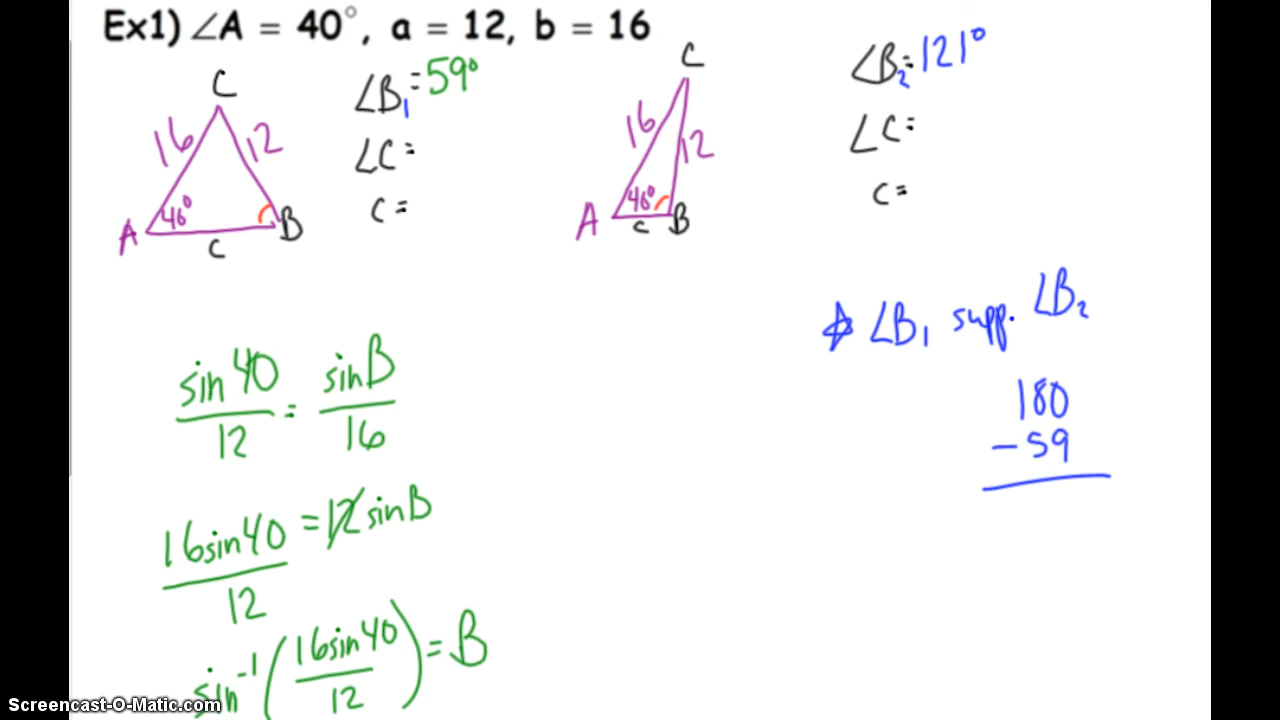 Ex1) ∠A = 40°, a = 12, b = 16
C
16
12
40°
A
B
c
∠B₁ = 59°
∠C =
c =
C
16
12
40°
A
B
c
∠B₂ = 121°
∠C =
c =
☆ ∠B₁ supp. ∠B₂
180
- 59
sin 40 / 12 = sin B / 16
16 sin 40 / 12 = 12 sin B
sin⁻¹ ( 16 sin 40 / 12 ) = B
Screencast-O-Matic.com